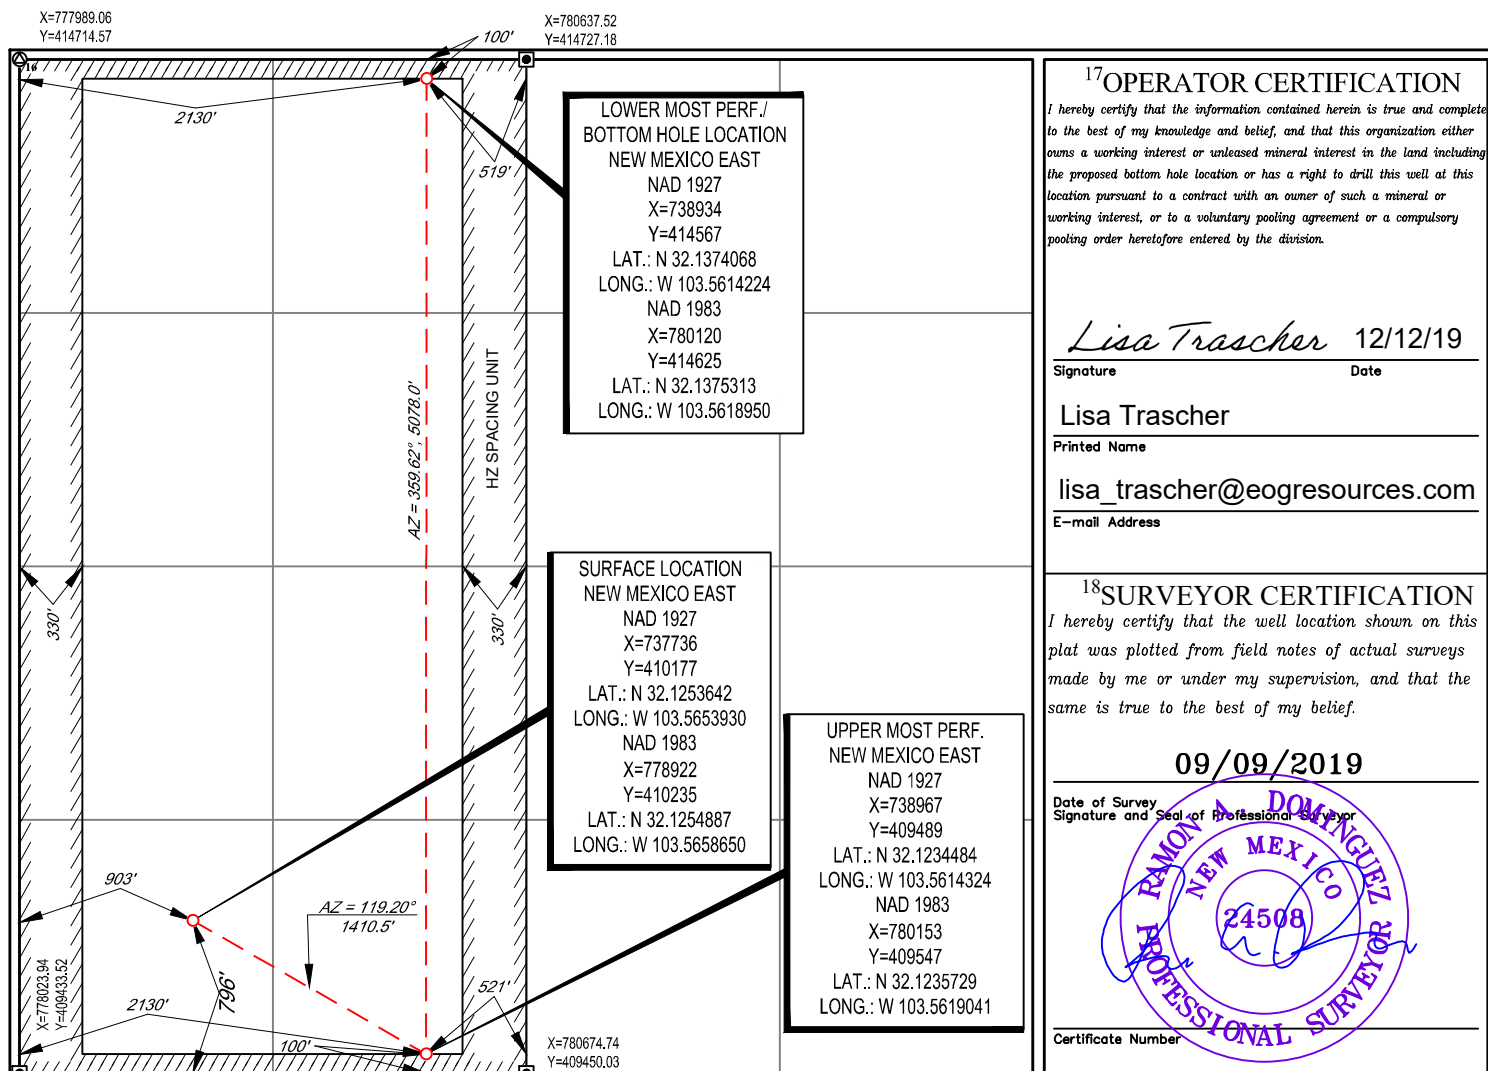 X=777989.06
Y=414714.57
X=780637.52
Y=414727.18
100'
16
2130'
519'
LOWER MOST PERF./
BOTTOM HOLE LOCATION
NEW MEXICO EAST
NAD 1927
X=738934
Y=414567
LAT.: N 32.1374068
LONG.: W 103.5614224
NAD 1983
X=780120
Y=414625
LAT.: N 32.1375313
LONG.: W 103.5618950
AZ = 359.62°, 5078.0'
HZ SPACING UNIT
330'
330'
SURFACE LOCATION
NEW MEXICO EAST
NAD 1927
X=737736
Y=410177
LAT.: N 32.1253642
LONG.: W 103.5653930
NAD 1983
X=778922
Y=410235
LAT.: N 32.1254887
LONG.: W 103.5658650
UPPER MOST PERF.
NEW MEXICO EAST
NAD 1927
X=738967
Y=409489
LAT.: N 32.1234484
LONG.: W 103.5614324
NAD 1983
X=780153
Y=409547
LAT.: N 32.1235729
LONG.: W 103.5619041
903'
AZ = 119.20°
1410.5'
796'
X=778023.94
Y=409433.52
2130'
100'
521'
X=780674.74
Y=409450.03
17OPERATOR CERTIFICATION
I hereby certify that the information contained herein is true and complete
to the best of my knowledge and belief, and that this organization either
owns a working interest or unleased mineral interest in the land including
the proposed bottom hole location or has a right to drill this well at this
location pursuant to a contract with an owner of such a mineral or
working interest, or to a voluntary pooling agreement or a compulsory
pooling order heretofore entered by the division.
Lisa Trascher 12/12/19
Signature Date
Lisa Trascher
Printed Name
lisa_trascher@eogresources.com
E-mail Address
18SURVEYOR CERTIFICATION
I hereby certify that the well location shown on this
plat was plotted from field notes of actual surveys
made by me or under my supervision, and that the
same is true to the best of my belief.
09/09/2019
Date of Survey
Signature and Seal of Professional Surveyor
RAMON A. DOMINGUEZ
NEW MEXICO
24508
PROFESSIONAL SURVEYOR
Certificate Number